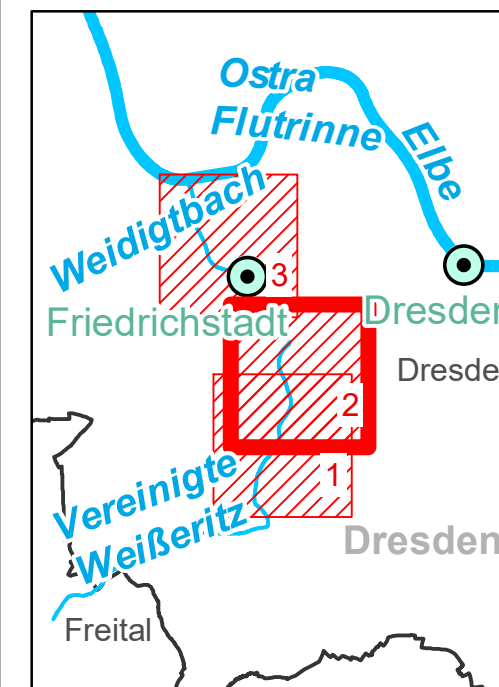 Ostra
Flutrinne
Elbe
Weidigtbach
3
Friedrichstadt
Dresden
Dresde
2
1
Vereinigte
Weißeritz
Dresden
Freital